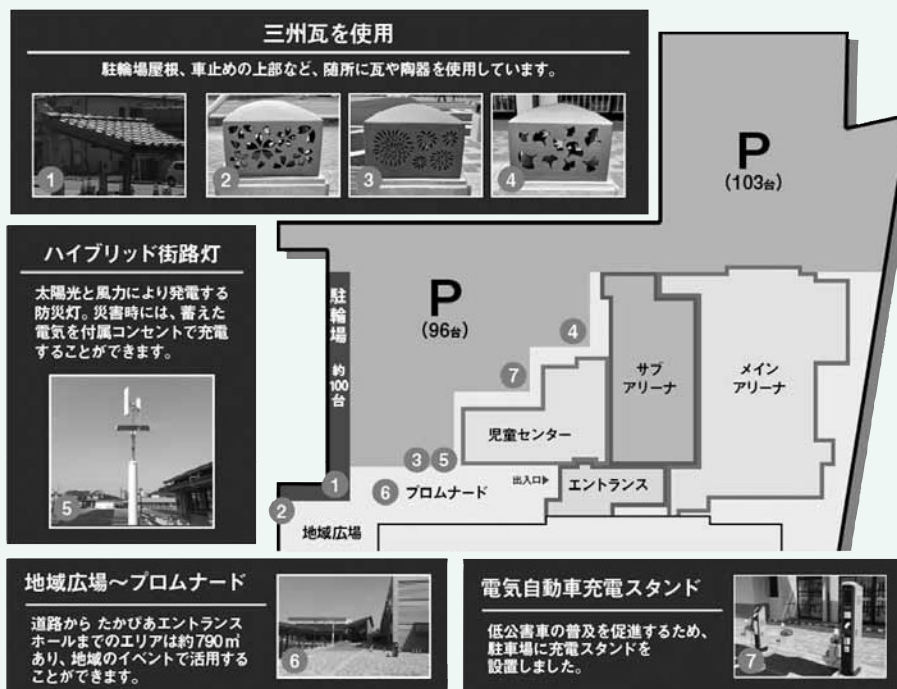 三州瓦を使用
駐輪場屋根、車止めの上部など、随所に瓦や陶器を使用しています。
1
2
3
4
ハイブリッド街路灯
太陽光と風力により発電する
防災灯。災害時には、蓄えた
電気を付属コンセントで充電
することができます。
5
P
(103台)
P
(96台)
駐輪場 約100台
4
7
サブ
アリーナ
メイン
アリーナ
児童センター
3
5
1
6
プロムナード
出入口▶
エントランス
2
地域広場
地域広場～プロムナード
道路から たかぴあエントランス
ホールまでのエリアは約790㎡
あり、地域のイベントで活用する
ことができます。
6
電気自動車充電スタンド
低公害車の普及を促進するため、
駐車場に充電スタンドを
設置しました。
7